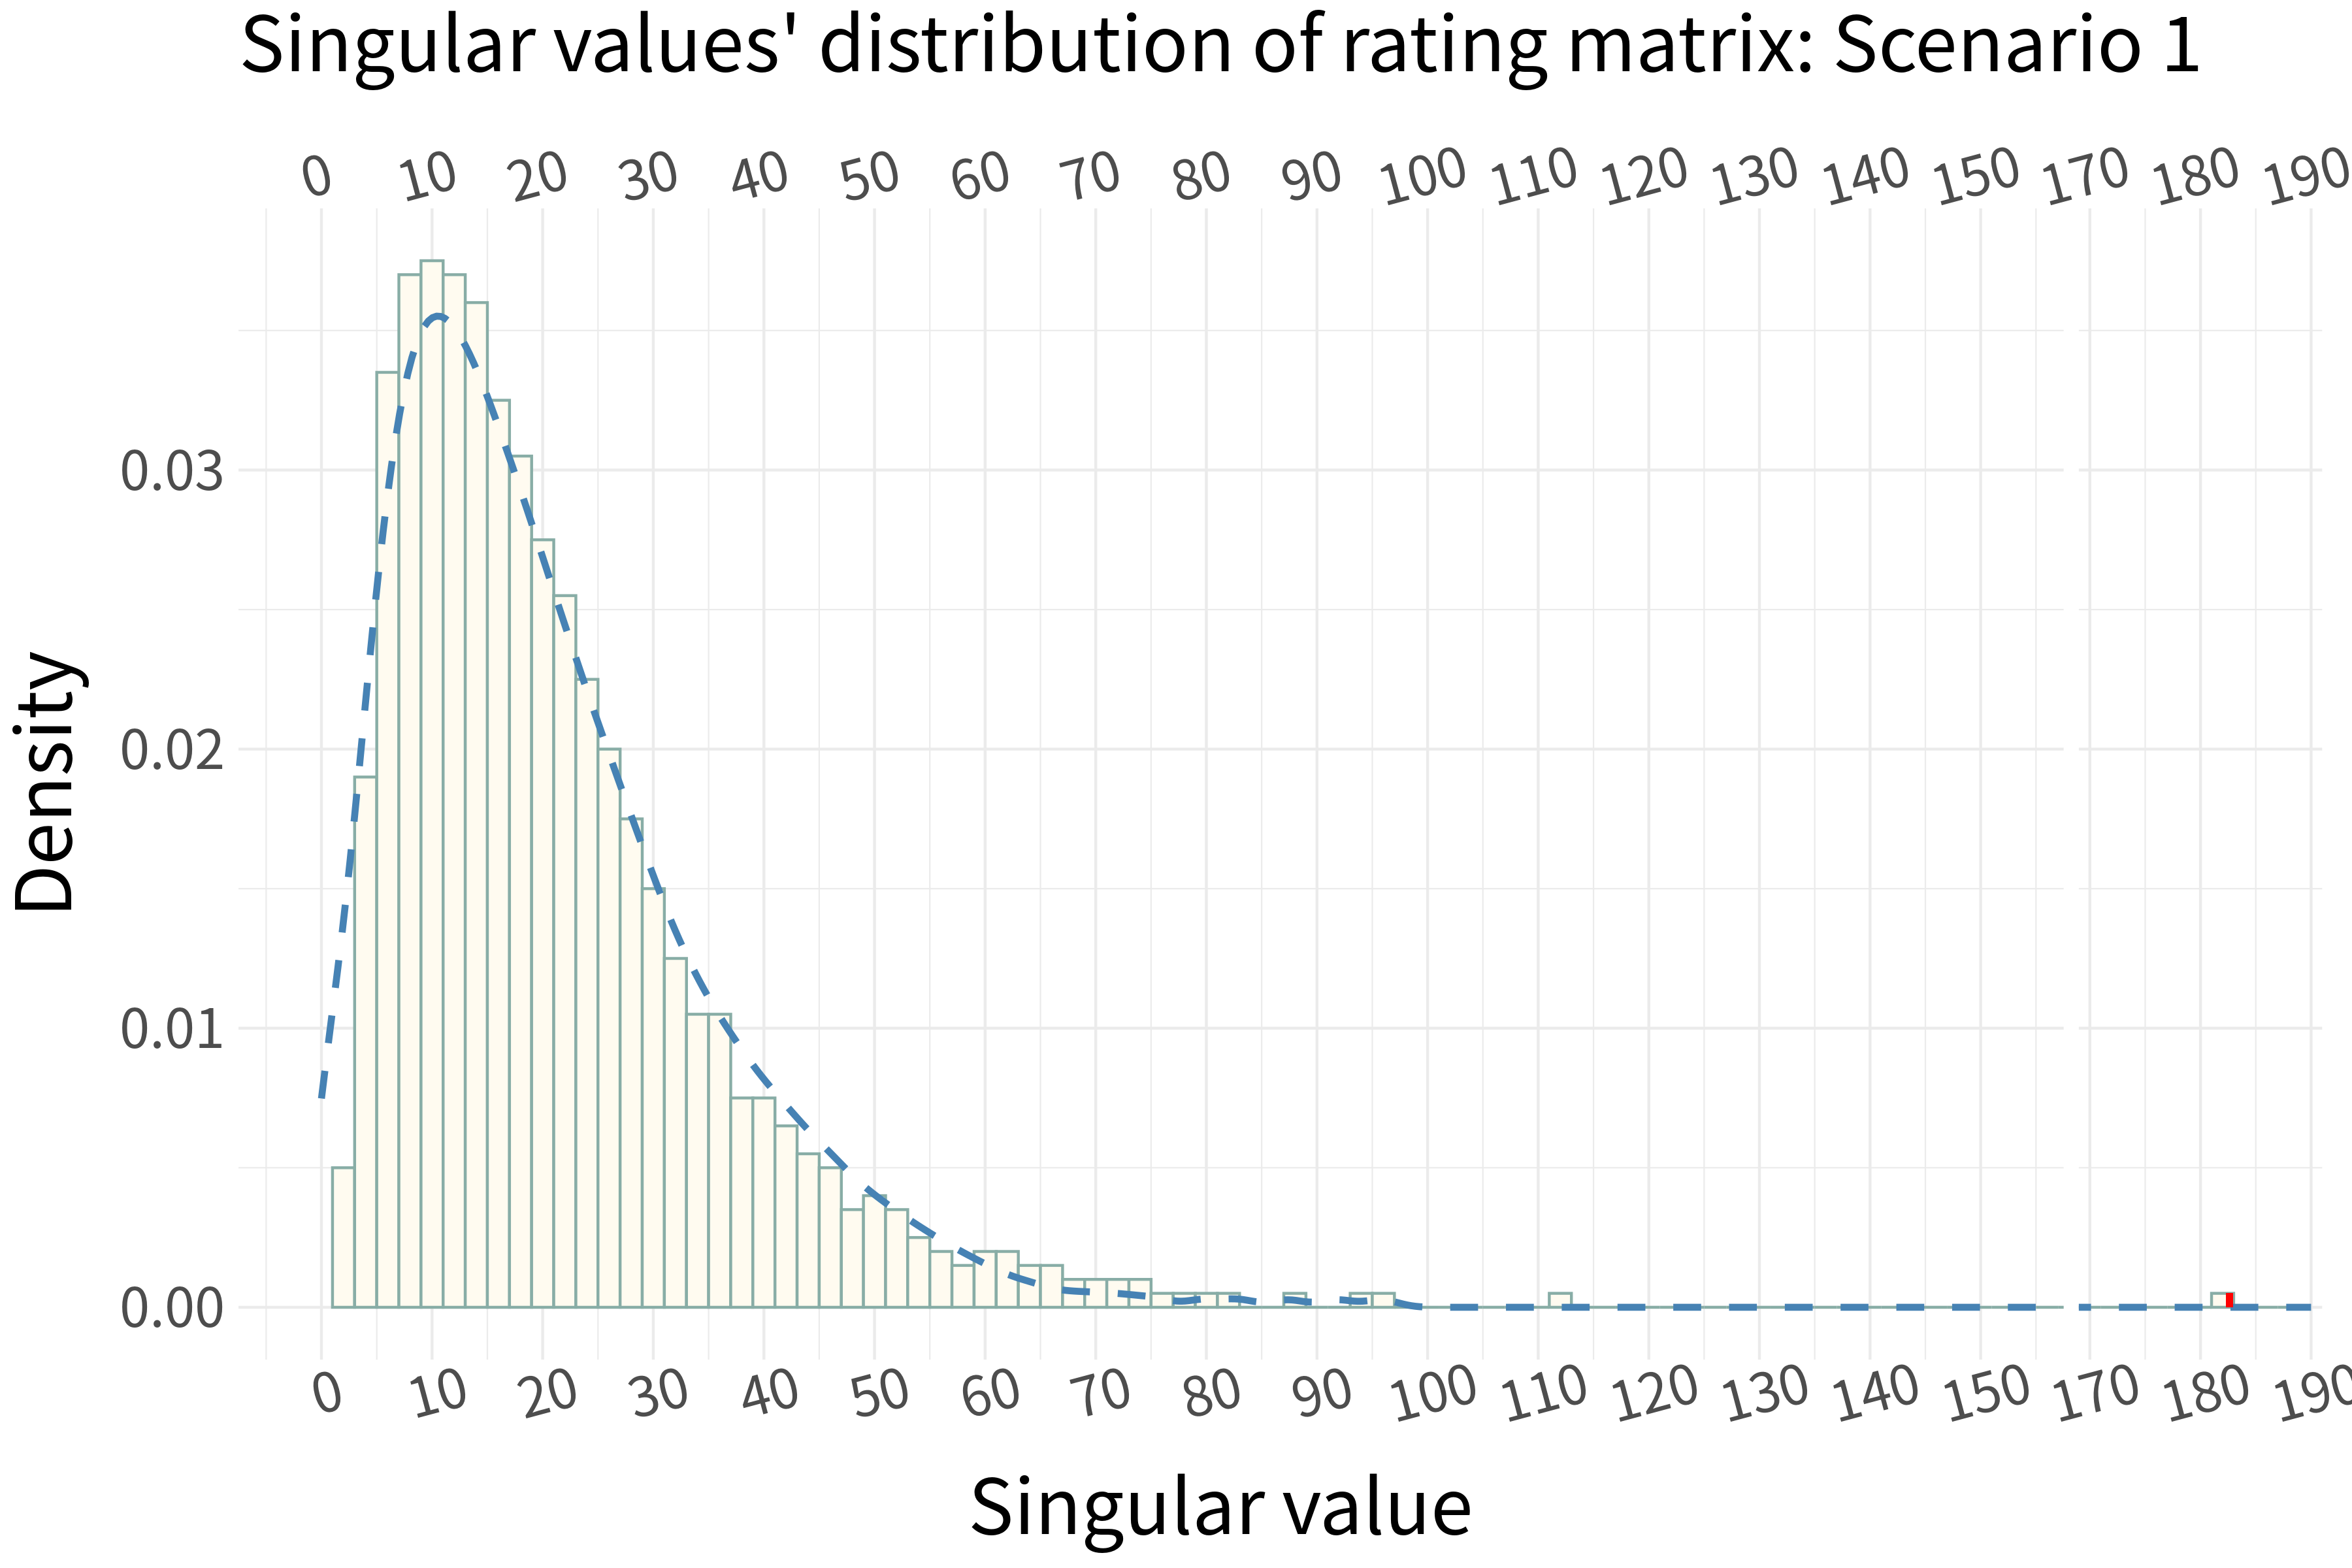 Singular values' distribution of rating matrix: Scenario 1
0 10 20 30 40 50 60 70 80 90 100 110 120 130 140 150 170 180 190
0.03
0.02
0.01
0.00
Density
0 10 20 30 40 50 60 70 80 90 100 110 120 130 140 150 170 180 190
Singular value